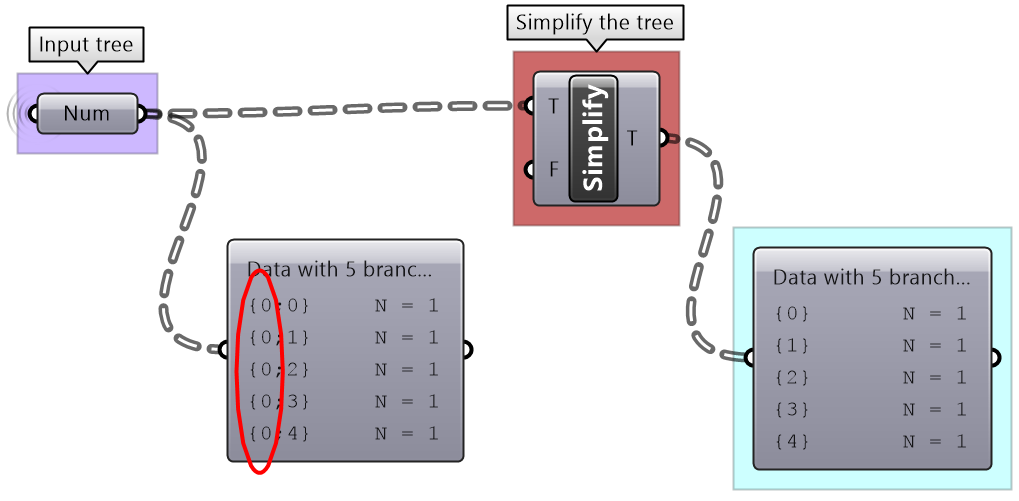 Input tree
Simplify the tree
Num
T
Simplify
T
F
Data with 5 branc...
{0;0} N = 1
{0;1} N = 1
{0;2} N = 1
{0;3} N = 1
{0;4} N = 1
Data with 5 branch...
{0} N = 1
{1} N = 1
{2} N = 1
{3} N = 1
{4} N = 1